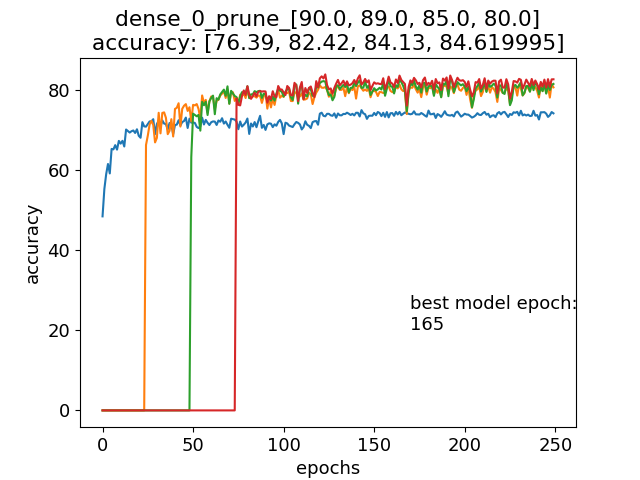 dense_0_prune_[90.0, 89.0, 85.0, 80.0]
accuracy: [76.39, 82.42, 84.13, 84.619995]
80
60
40
20
0
accuracy
best model epoch:
165
0 50 100 150 200 250
epochs